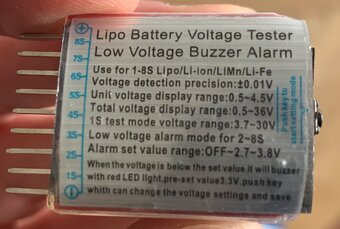 Lipo Battery Voltage Tester
Low Voltage Buzzer Alarm
Use for 1-8S Lipo/Li-ion/LiMn/Li-Fe
Voltage detection precision:±0.01V
Unit voltage display range:0.5~4.5V
Total voltage display range:0.5~36V
1S test mode voltage range:3.7~30V
Low voltage alarm mode for 2~8S
Alarm set value range:OFF~2.7~3.8V
When the voltage is below the set value.it will buzzer
with red LED light.pre-set value3.3V.push key
whith can change the voltage settings and save
Push key to
start setting mode
8S
7S
6S
5S
4S
3S
2S
1S